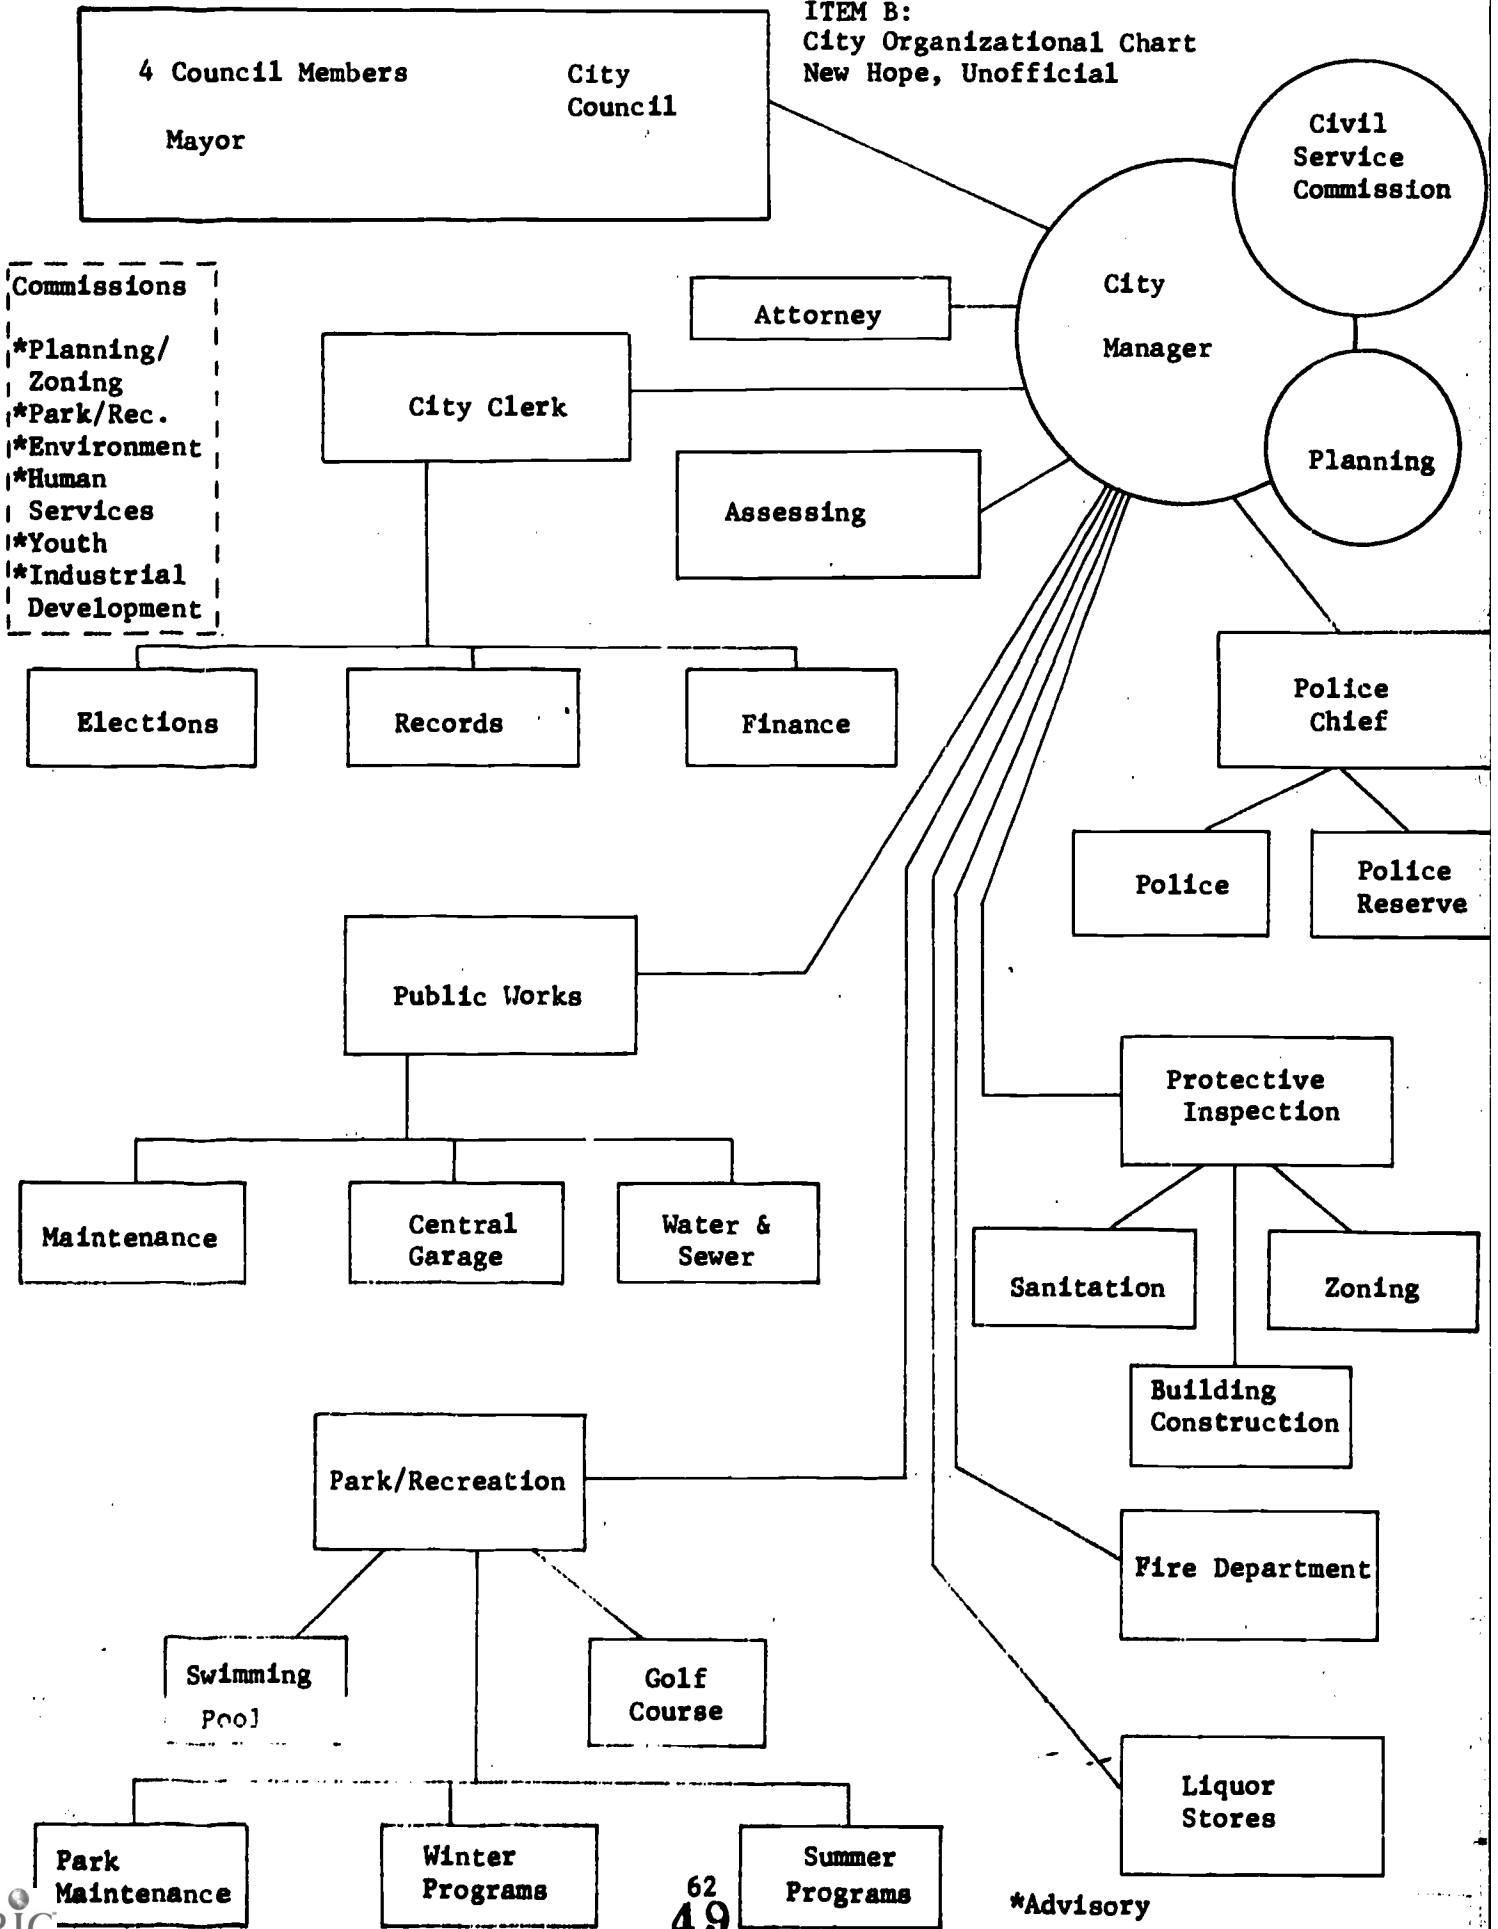 ITEM B:
City Organizational Chart
New Hope, Unofficial
4 Council Members
Mayor
City
Council
Civil
Service
Commission
City
Manager
Planning
Attorney
City Clerk
Assessing
Commissions
*Planning/
Zoning
*Park/Rec.
*Environment
*Human
Services
*Youth
*Industrial
Development
Elections
Records
Finance
Police
Chief
Police
Police
Reserve
Public Works
Protective
Inspection
Maintenance
Central
Garage
Water &
Sewer
Sanitation
Zoning
Building
Construction
Park/Recreation
Fire Department
Swimming
Pool
Golf
Course
Liquor
Stores
Park
Maintenance
Winter
Programs
Summer
Programs
62
49
*Advisory